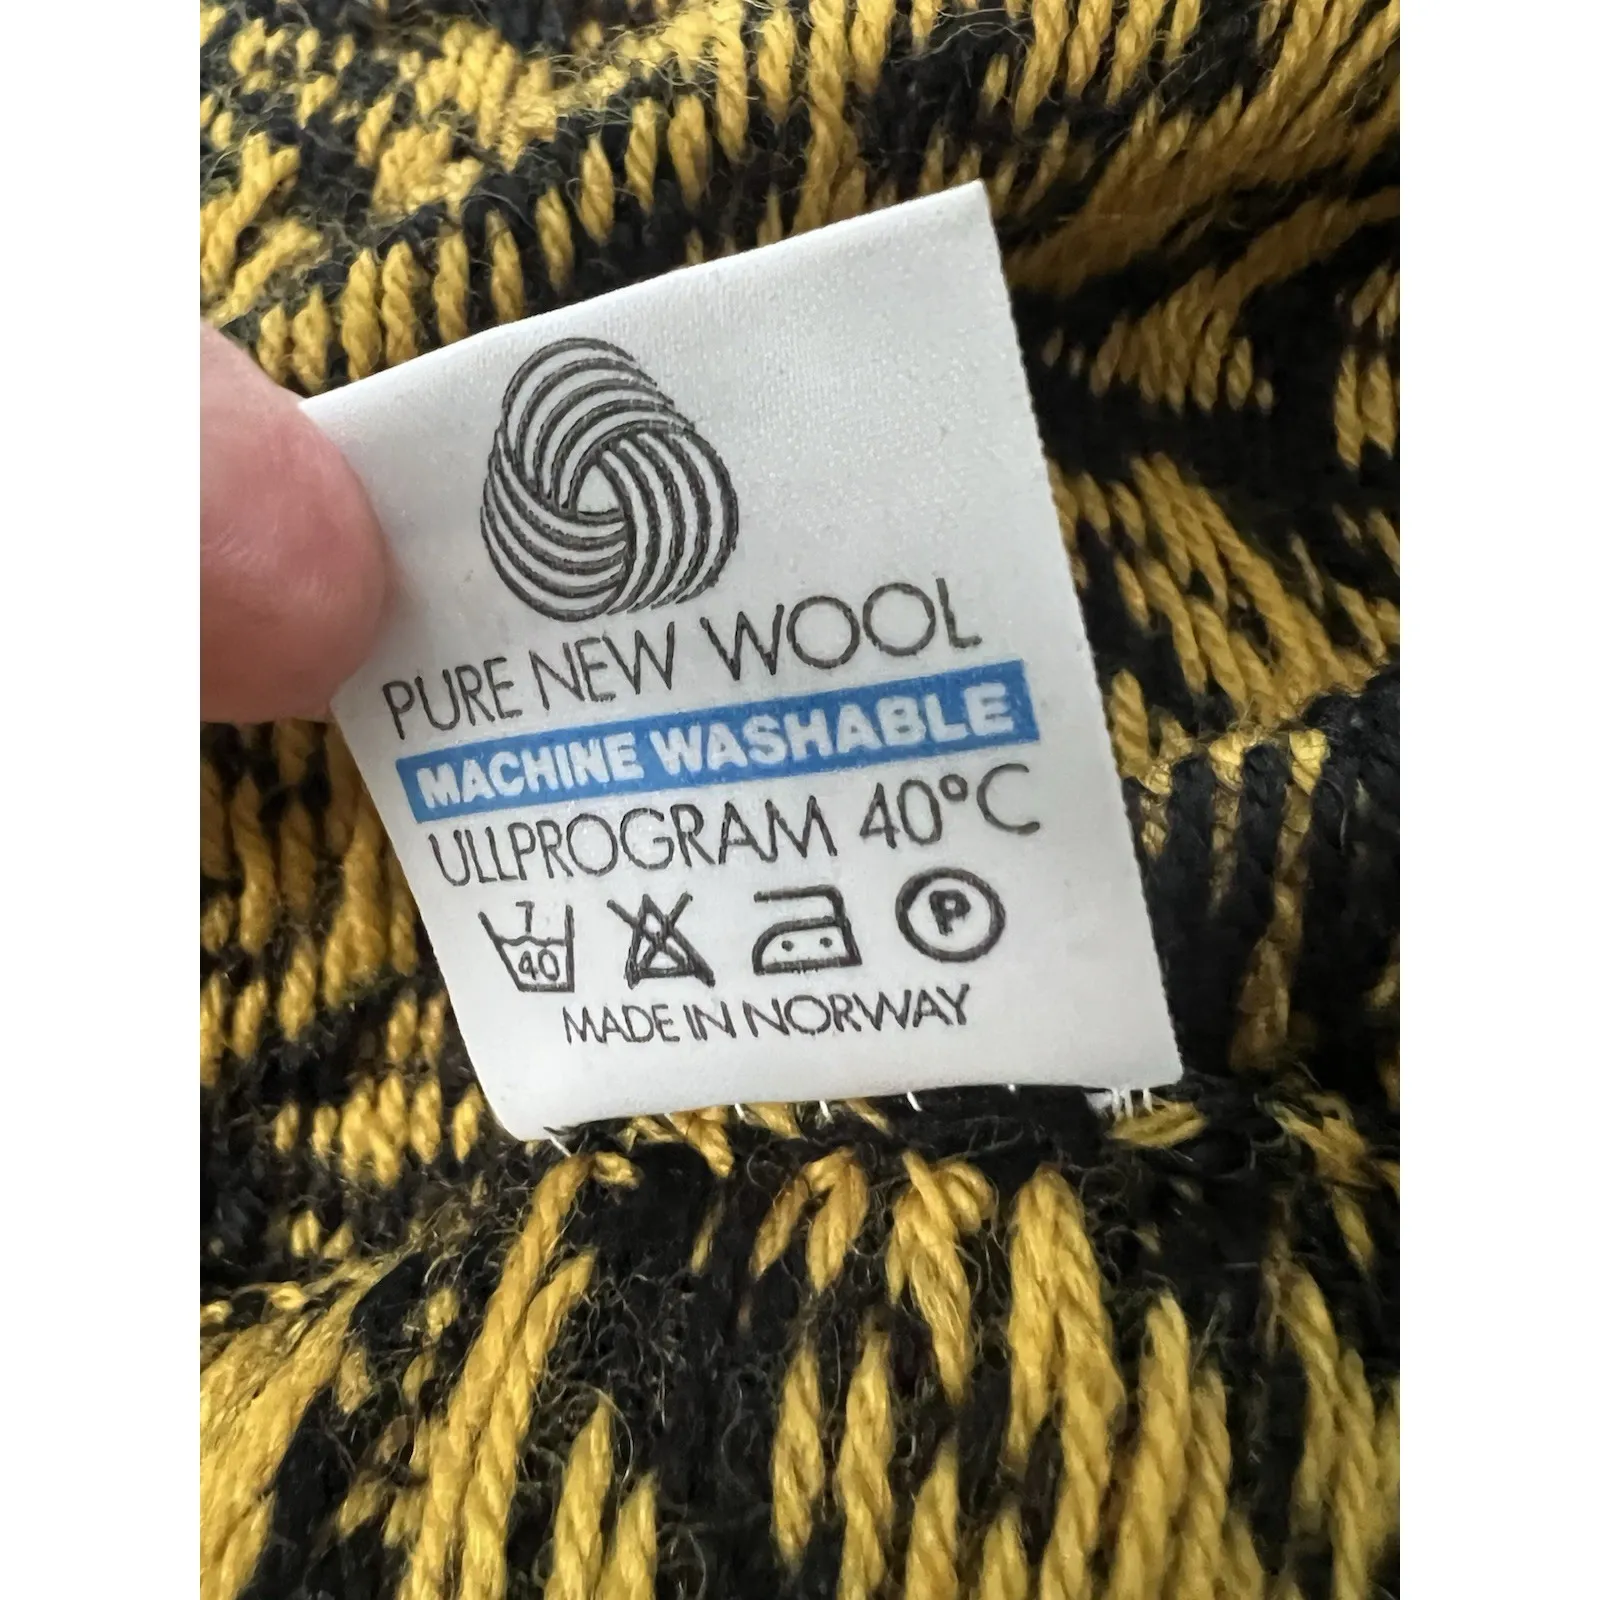 PURE NEW WOOL
MACHINE WASHABLE
ULLPROGRAM 40°C
7
40
P
MADE IN NORWAY